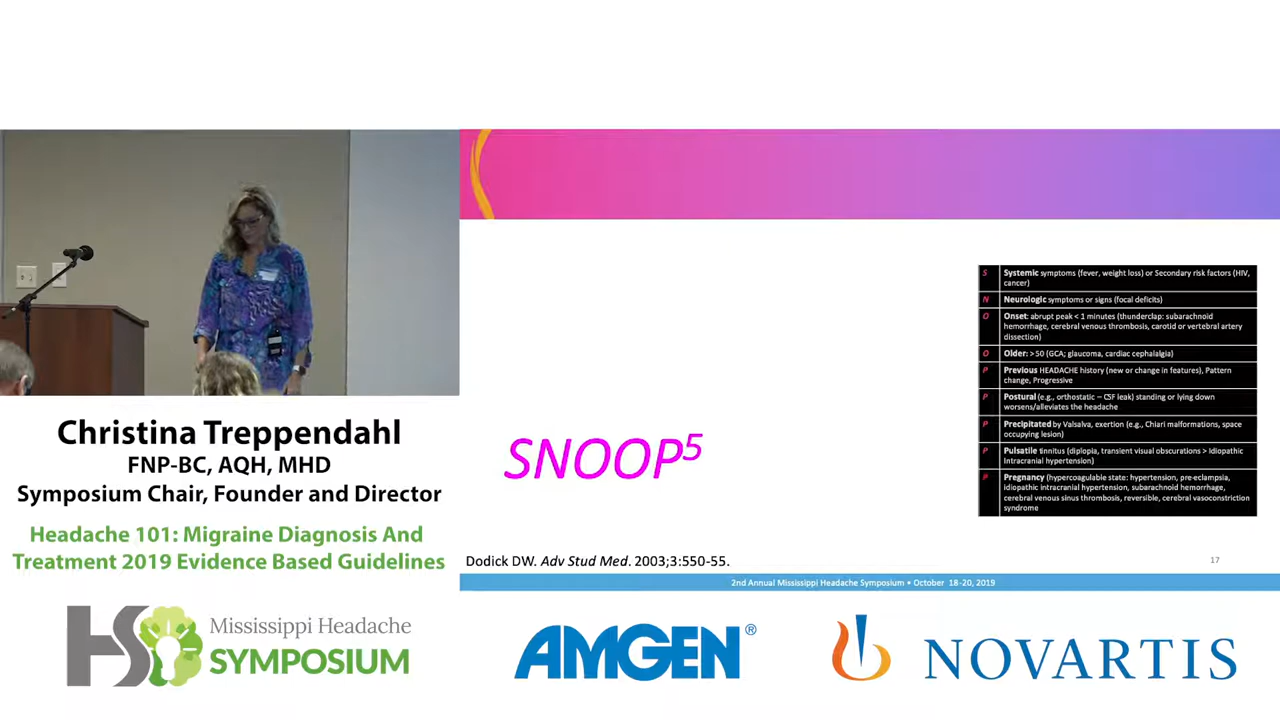 Christina Treppendahl
FNP-BC, AQH, MHD
Symposium Chair, Founder and Director
Headache 101: Migraine Diagnosis And
Treatment 2019 Evidence Based Guidelines
HS
Mississippi Headache
SYMPOSIUM
SNOOP⁵
S Systemic symptoms (fever, weight loss) or Secondary risk factors (HIV,
cancer)
N Neurologic symptoms or signs (focal deficits)
O Onset: abrupt peak < 1 minutes (thunderclap: subarachnoid
hemorrhage, cerebral venous thrombosis, carotid or vertebral artery
dissection)
O Older: > 50 (GCA; glaucoma, cardiac cephalalgia)
P Previous HEADACHE history (new or change in features), Pattern
change, Progressive
P Postural (e.g., orthostatic – CSF leak) standing or lying down
worsens/alleviates the headache
P Precipitated by Valsalva, exertion (e.g., Chiari malformations, space
occupying lesion)
P Pulsatile tinnitus (diplopia, transient visual obscurations > Idiopathic
Intracranial hypertension)
P Pregnancy (hypercoagulable state: hypertension, pre-eclampsia,
idiopathic intracranial hypertension, subarachnoid hemorrhage,
cerebral venous sinus thrombosis, reversible, cerebral vasoconstriction
syndrome
Dodick DW. Adv Stud Med. 2003;3:550-55.
17
2nd Annual Mississippi Headache Symposium • October 18-20, 2019
AMGEN®
NOVARTIS